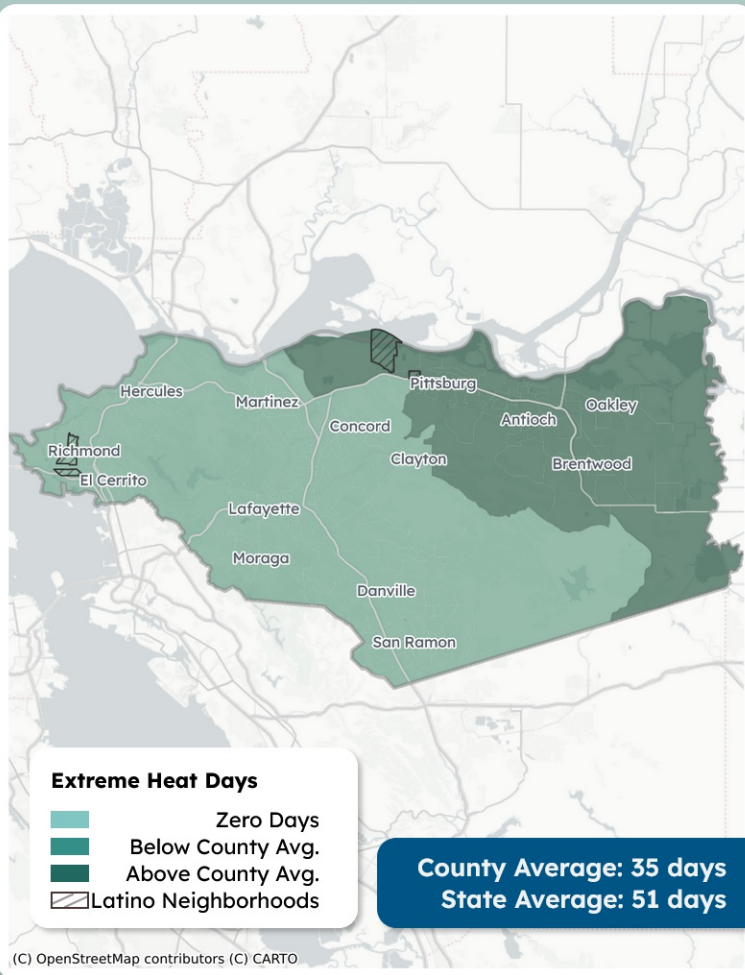 Hercules
Martinez
Pittsburg
Oakley
Antioch
Concord
Richmond
Clayton
Brentwood
El Cerrito
Lafayette
Moraga
Danville
San Ramon
Extreme Heat Days
Zero Days
Below County Avg.
Above County Avg.
Latino Neighborhoods
County Average: 35 days
State Average: 51 days
(C) OpenStreetMap contributors (C) CARTO